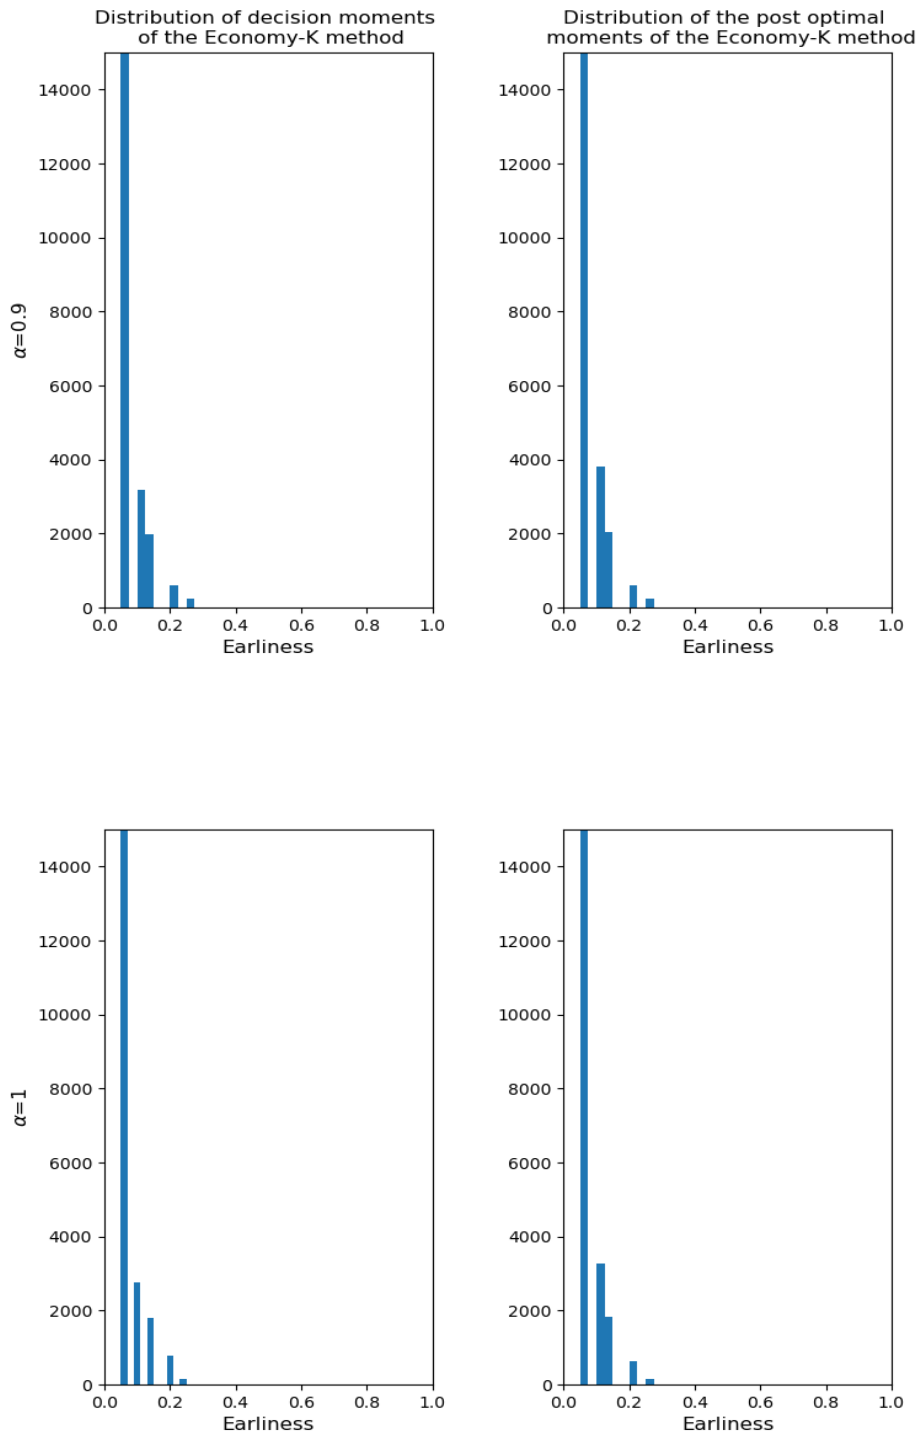 Distribution of decision moments
of the Economy-K method
14000
12000
10000
8000
6000
4000
2000
0
α=0.9
0.0 0.2 0.4 0.6 0.8 1.0
Earliness
Distribution of the post optimal
moments of the Economy-K method
14000
12000
10000
8000
6000
4000
2000
0
0.0 0.2 0.4 0.6 0.8 1.0
Earliness
14000
12000
10000
8000
6000
4000
2000
0
α=1
0.0 0.2 0.4 0.6 0.8 1.0
Earliness
14000
12000
10000
8000
6000
4000
2000
0
0.0 0.2 0.4 0.6 0.8 1.0
Earliness